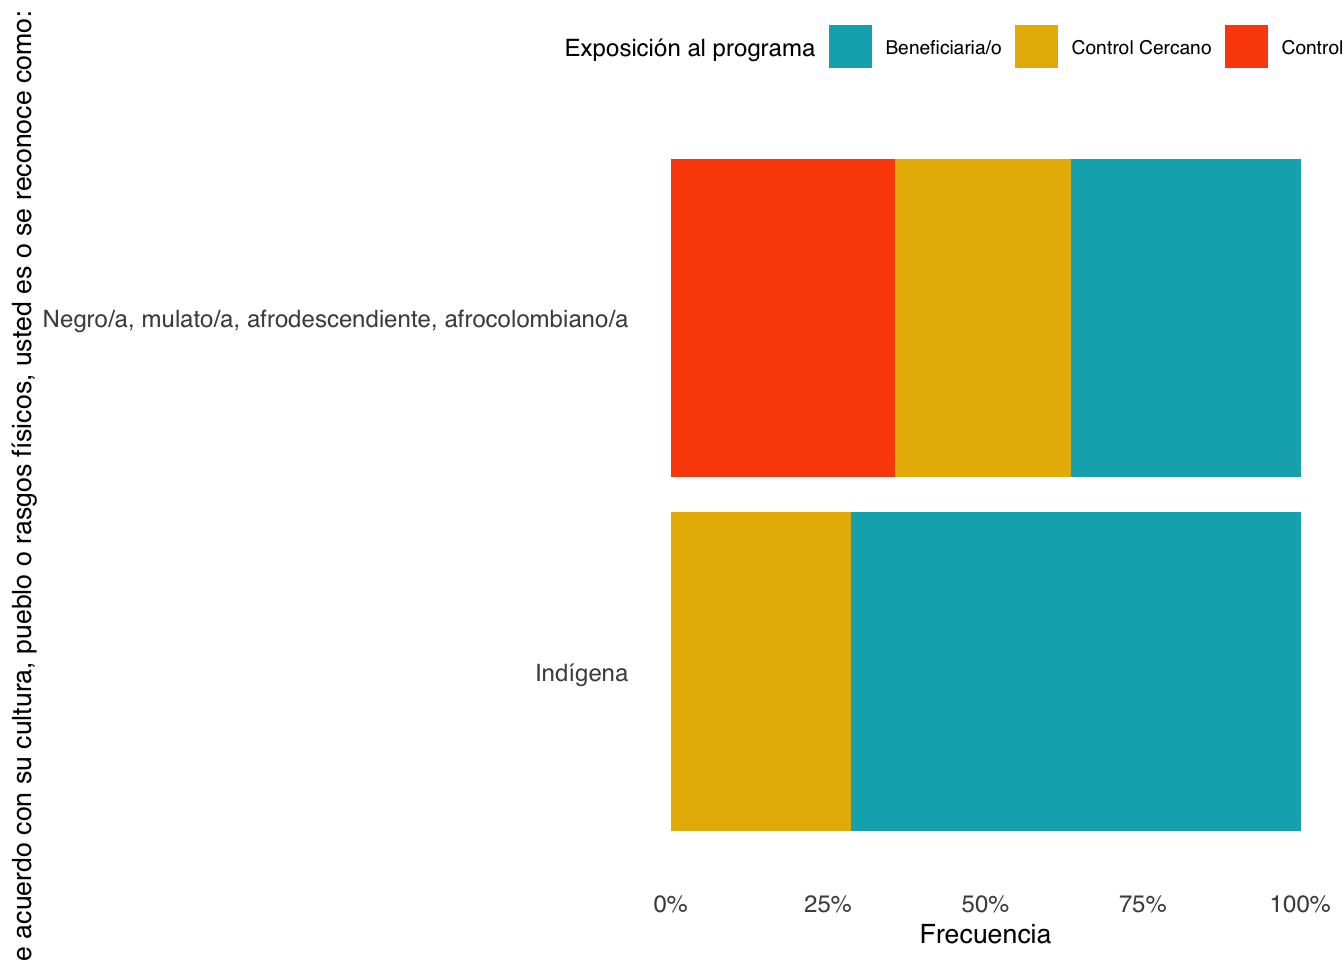 Exposición al programa Beneficiaria/o Control Cercano Control
e acuerdo con su cultura, pueblo o rasgos físicos, usted es o se reconoce como:
Negro/a, mulato/a, afrodescendiente, afrocolombiano/a
Indígena
0% 25% 50% 75% 100%
Frecuencia